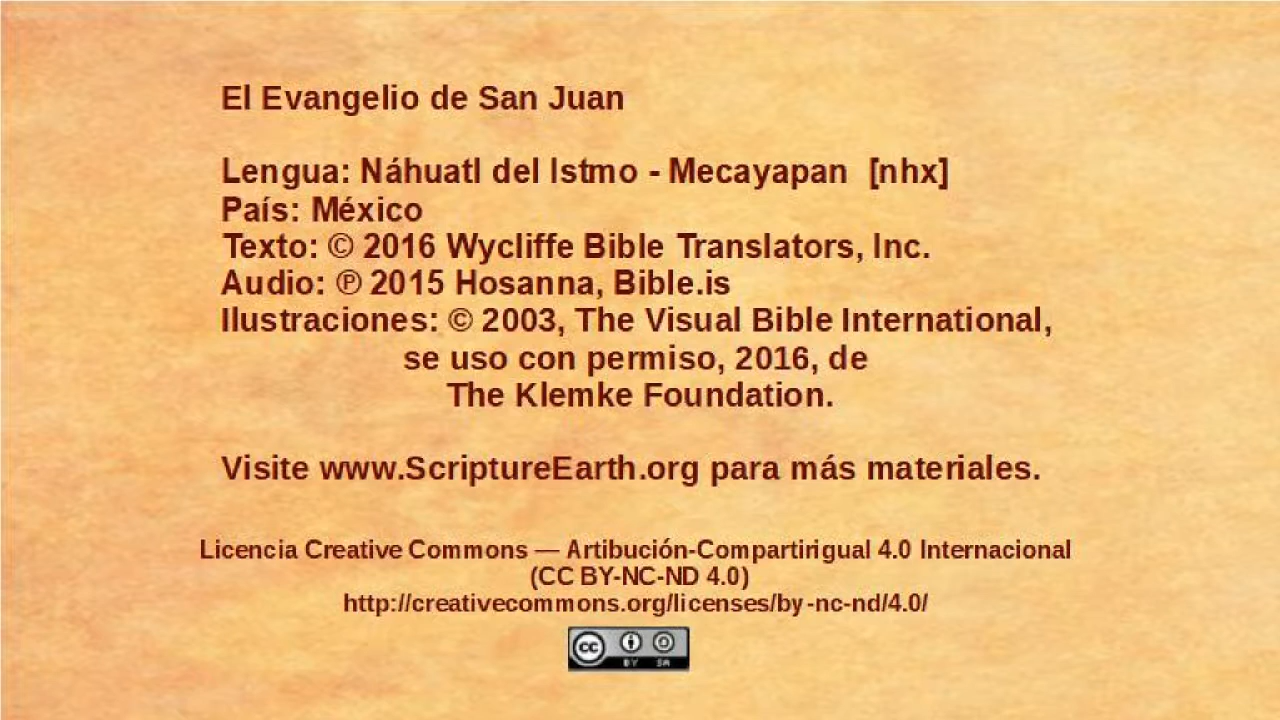 El Evangelio de San Juan
Lengua: Náhuatl del Istmo - Mecayapan [nhx]
País: México
Texto: © 2016 Wycliffe Bible Translators, Inc.
Audio: ℗ 2015 Hosanna, Bible.is
Ilustraciones: © 2003, The Visual Bible International,
se uso con permiso, 2016, de
The Klemke Foundation.
Visite www.ScriptureEarth.org para más materiales.
Licencia Creative Commons — Artibución-Compartirigual 4.0 Internacional
(CC BY-NC-ND 4.0)
http://creativecommons.org/licenses/by-nc-nd/4.0/
cc BY SA